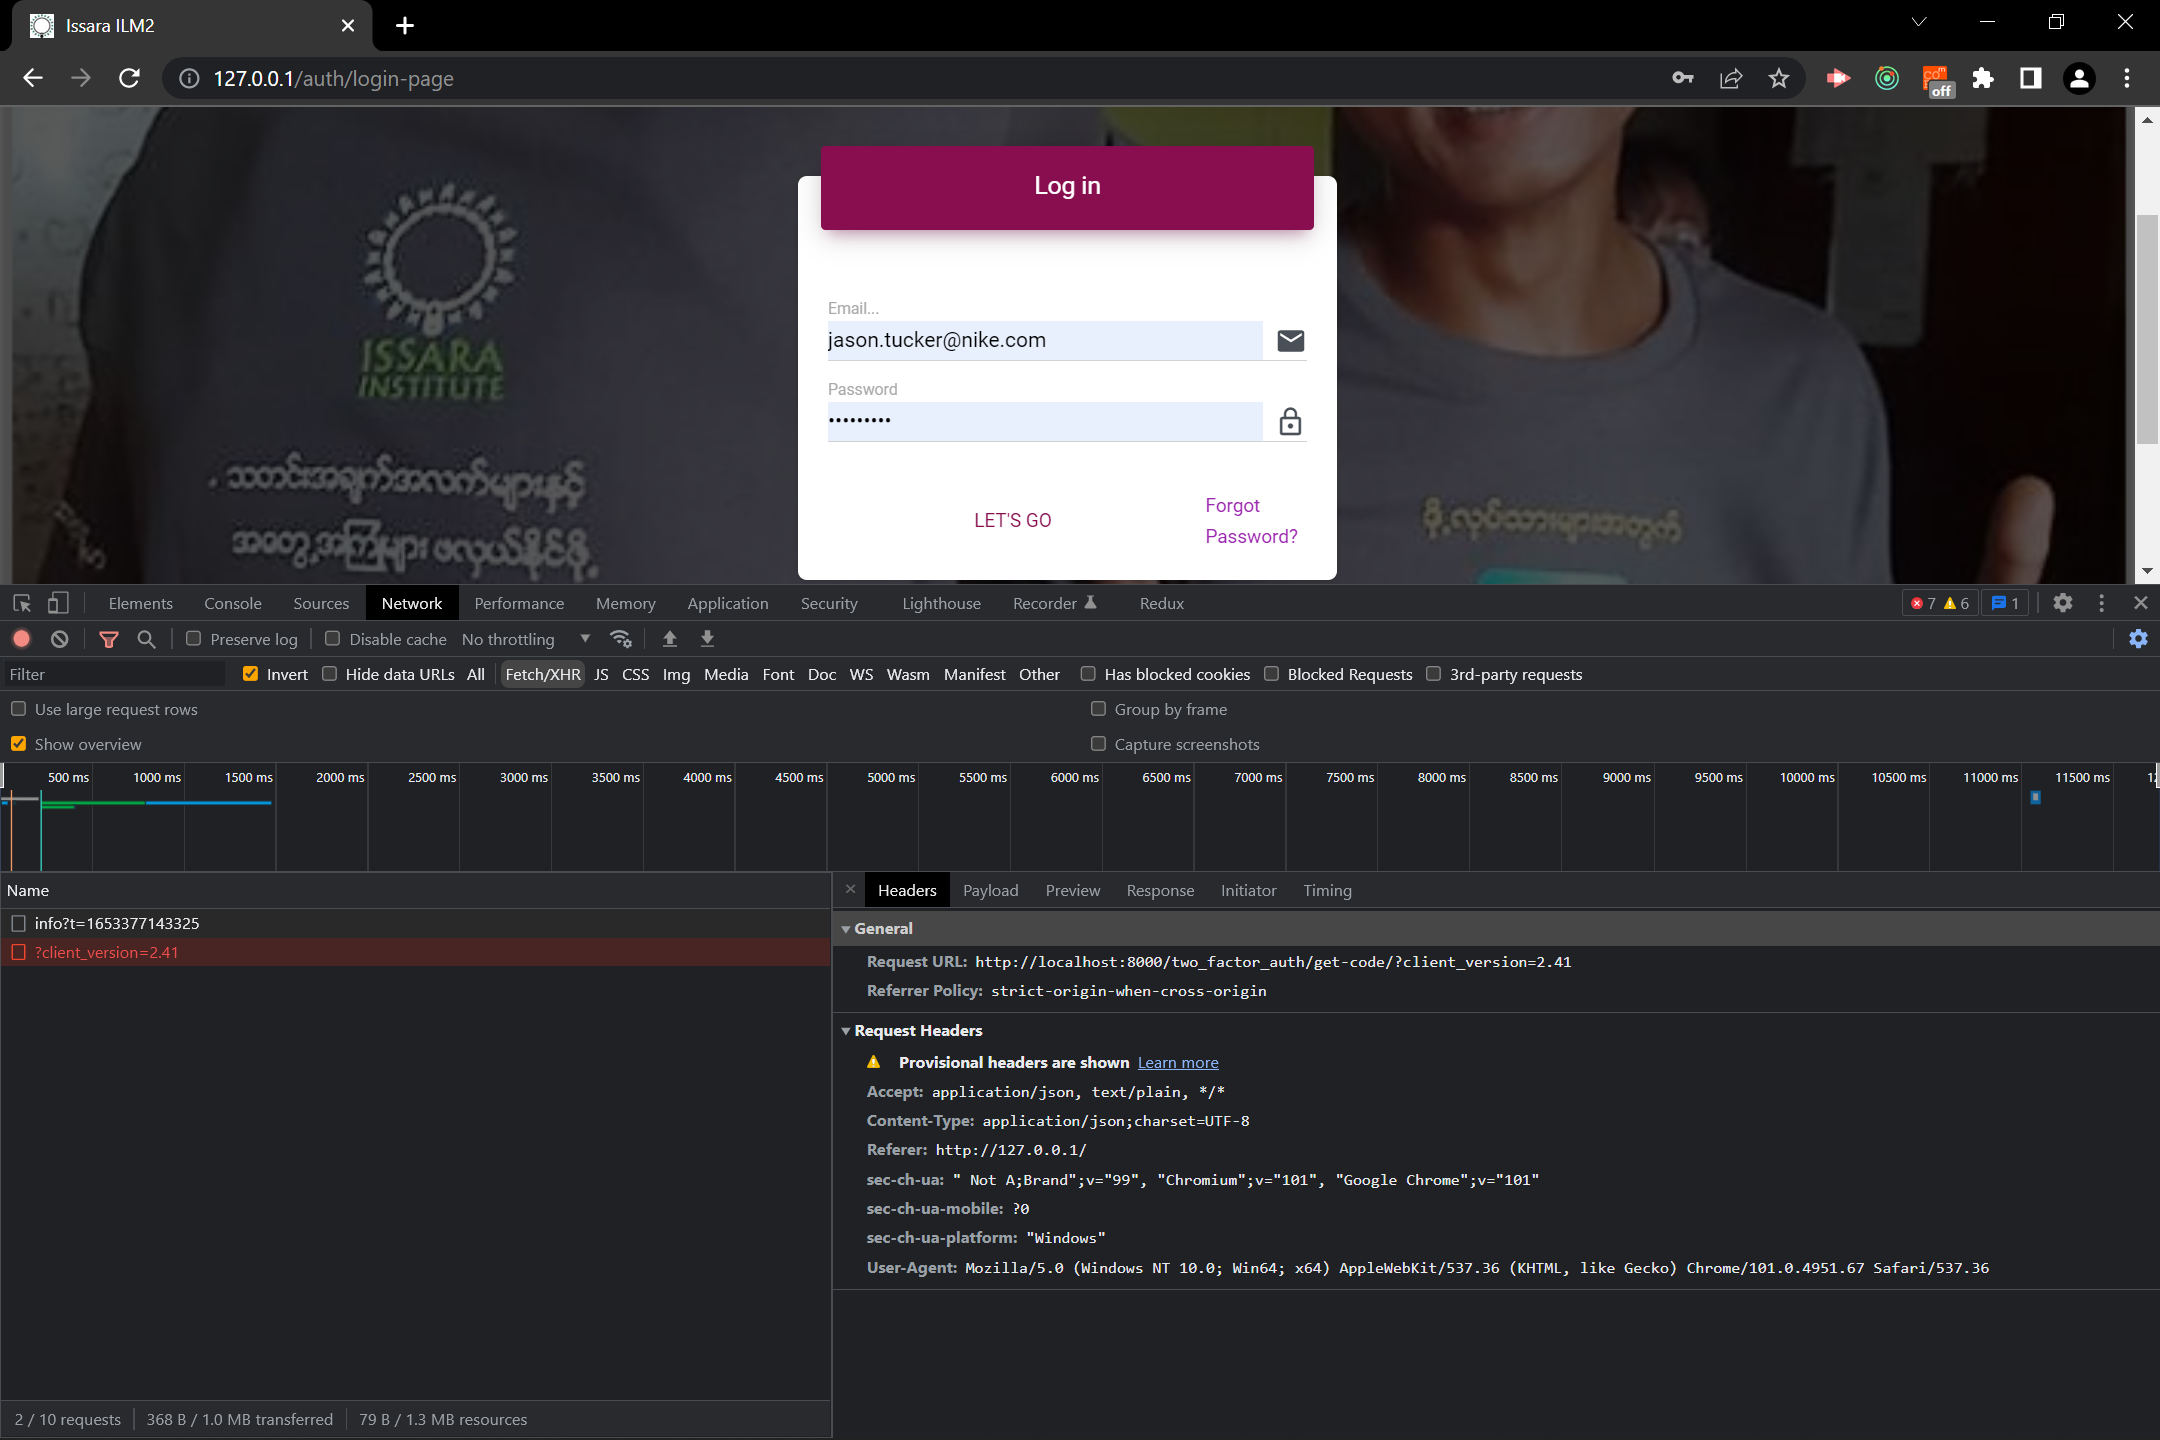 Issara ILM2
127.0.0.1/auth/login-page
off
Log in
ISSARA
INSTITUTE
Email...
jason.tucker@nike.com
Password
•••••••••
LET'S GO
Forgot
Password?
သတင်းအချက်အလက်များနှင့်
Elements Console Sources Network Performance Memory Application Security Lighthouse Recorder Redux 7 6 1
Preserve log Disable cache No throttling
Filter Invert Hide data URLs All Fetch/XHR JS CSS Img Media Font Doc WS Wasm Manifest Other Has blocked cookies Blocked Requests 3rd-party requests
Use large request rows Group by frame
Show overview Capture screenshots
500 ms 1000 ms 1500 ms 2000 ms 2500 ms 3000 ms 3500 ms 4000 ms 4500 ms 5000 ms 5500 ms 6000 ms 6500 ms 7000 ms 7500 ms 8000 ms 8500 ms 9000 ms 9500 ms 10000 ms 10500 ms 11000 ms 11500 ms
Name
info?t=1653377143325
?client_version=2.41
Headers Payload Preview Response Initiator Timing
General
Request URL: http://localhost:8000/two_factor_auth/get-code/?client_version=2.41
Referrer Policy: strict-origin-when-cross-origin
Request Headers
Provisional headers are shown Learn more
Accept: application/json, text/plain, */*
Content-Type: application/json;charset=UTF-8
Referer: http://127.0.0.1/
sec-ch-ua: " Not A;Brand";v="99", "Chromium";v="101", "Google Chrome";v="101"
sec-ch-ua-mobile: ?0
sec-ch-ua-platform: "Windows"
User-Agent: Mozilla/5.0 (Windows NT 10.0; Win64; x64) AppleWebKit/537.36 (KHTML, like Gecko) Chrome/101.0.4951.67 Safari/537.36
2 / 10 requests 368 B / 1.0 MB transferred 79 B / 1.3 MB resources